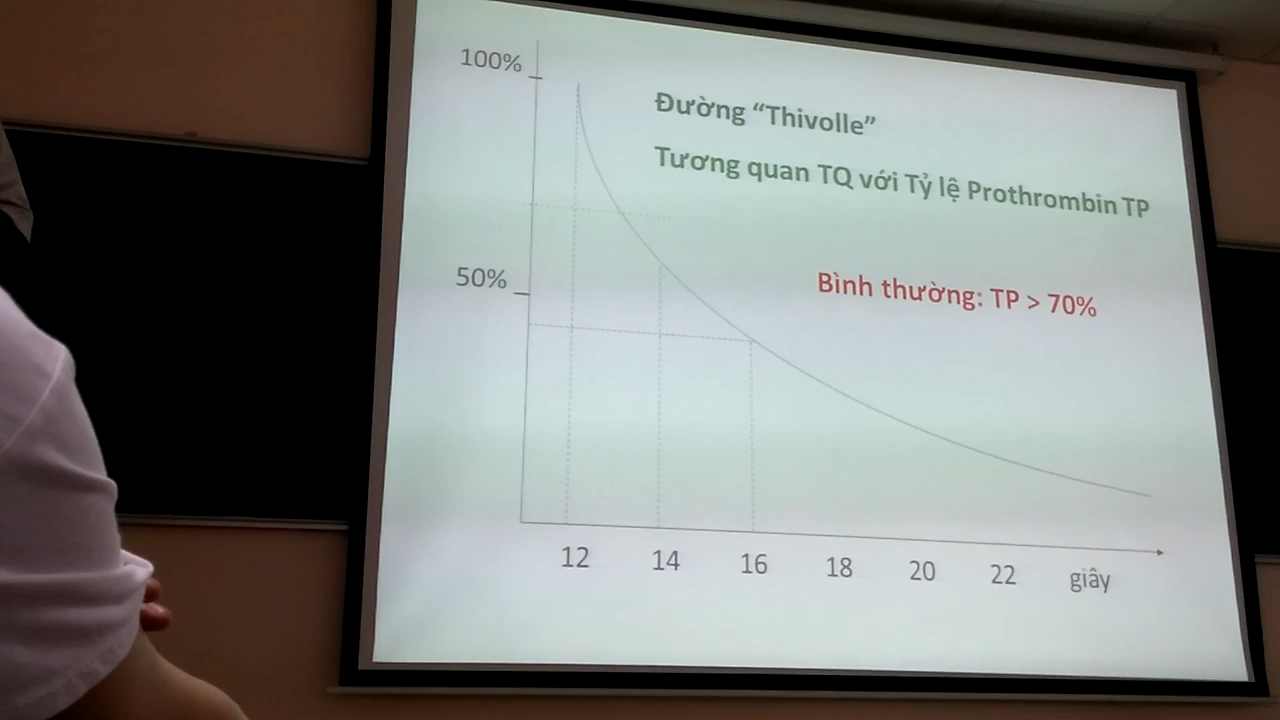 100%
Đường “Thivolle”
Tương quan TQ với Tỷ lệ Prothrombin TP
50%
Bình thường: TP > 70%
12 14 16 18 20 22 giây